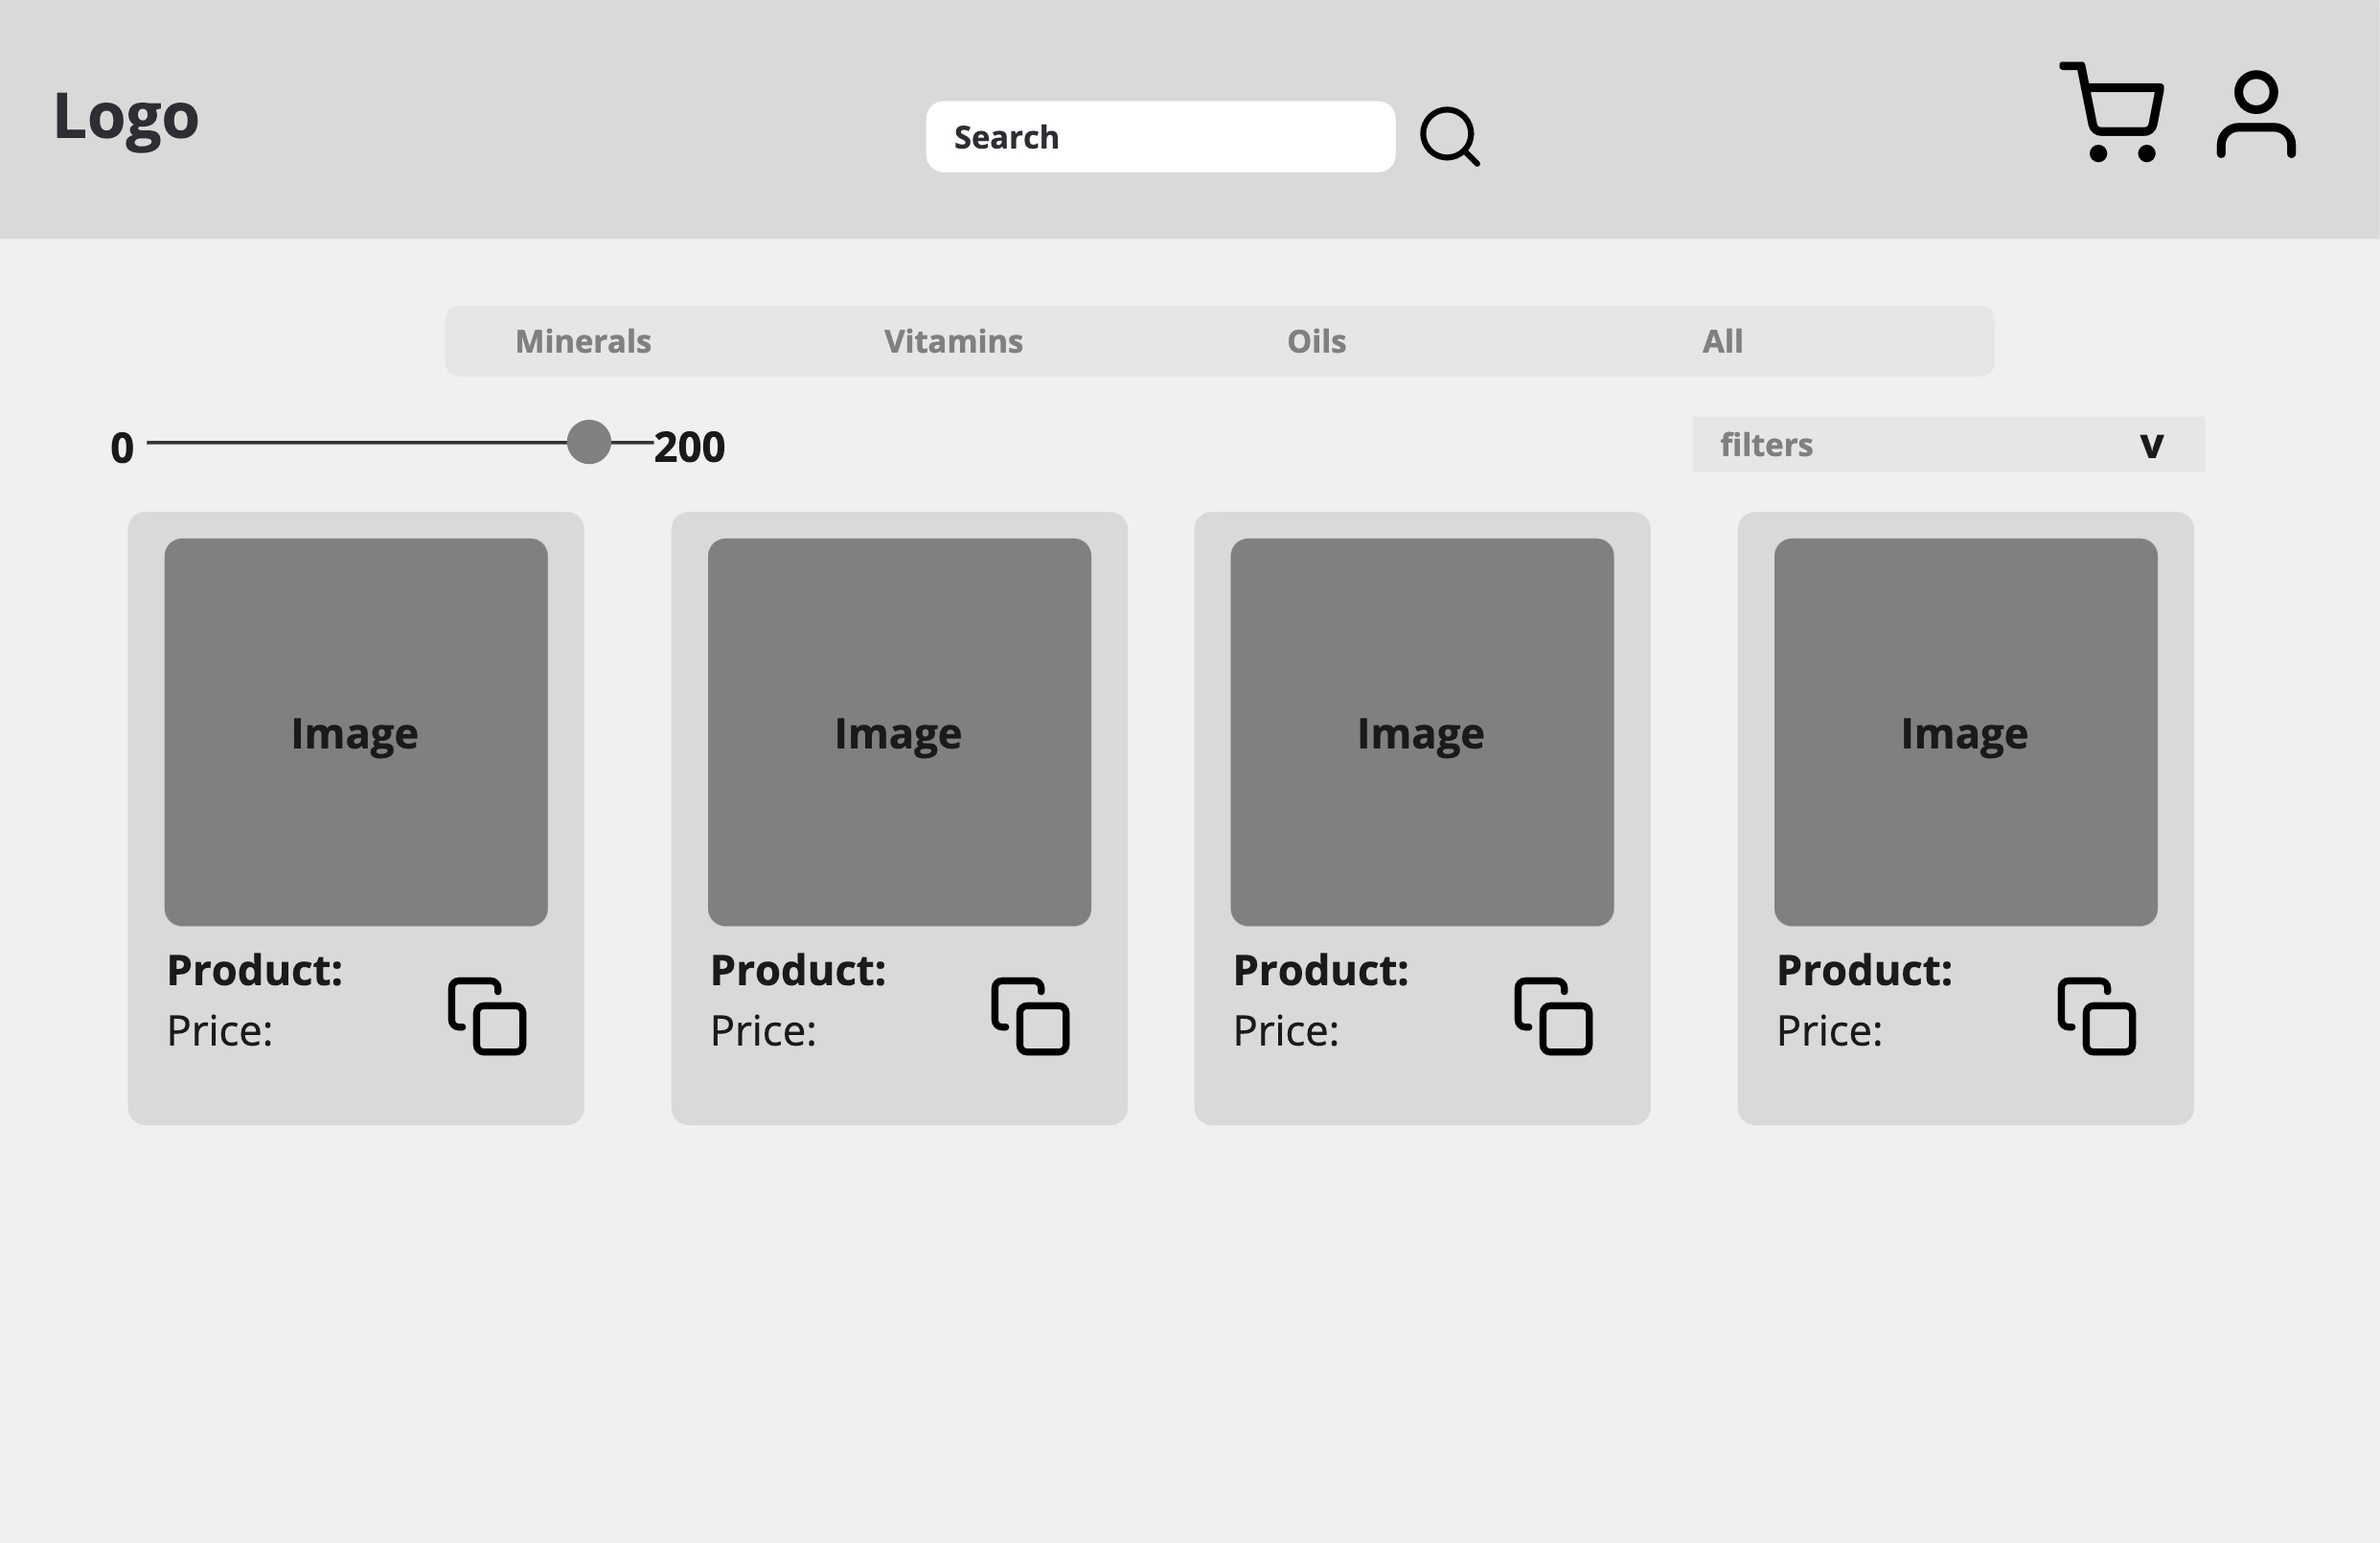 Logo
Search
Minerals Vitamins Oils All
0 200
filters V
Image Image Image Image
Product: Product: Product: Product:
Price: Price: Price: Price: